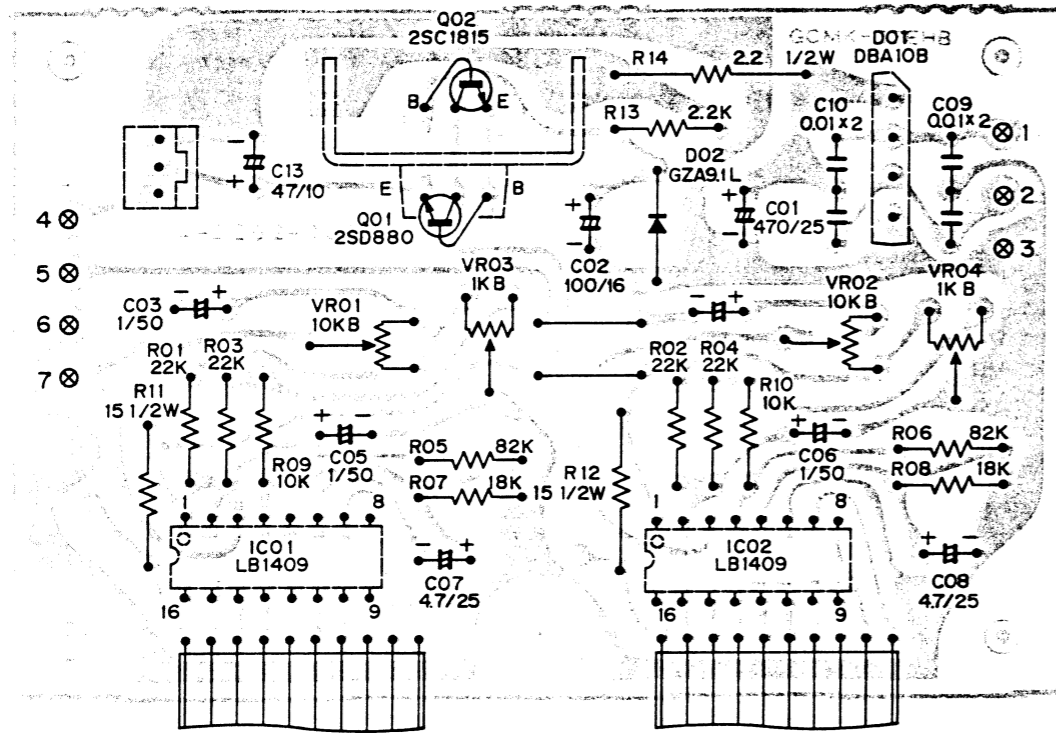 Q02
2SC1815
B
E
R14
2.2
1/2W
D01
DBA10B
R13
2.2K
C10
0.01×2
C09
0.01×2
1
−
+
C13
47/10
D02
GZA9.1L
2
E
B
4
Q01
2SD880
+
−
C02
100/16
+
−
C01
470/25
3
5
C03
1/50
−
+
VR01
10KB
VR03
1KB
−
+
VR02
10KB
VR04
1KB
6
R01
22K
R03
22K
R02
22K
R04
22K
7
R11
15 1/2W
R10
10K
+
−
C05
1/50
R09
10K
R05
82K
R07
18K
R12
15 1/2W
+
−
C06
1/50
R06
82K
R08
18K
1
8
IC01
LB1409
16
9
−
+
C07
4.7/25
1
8
IC02
LB1409
16
9
+
−
C08
4.7/25